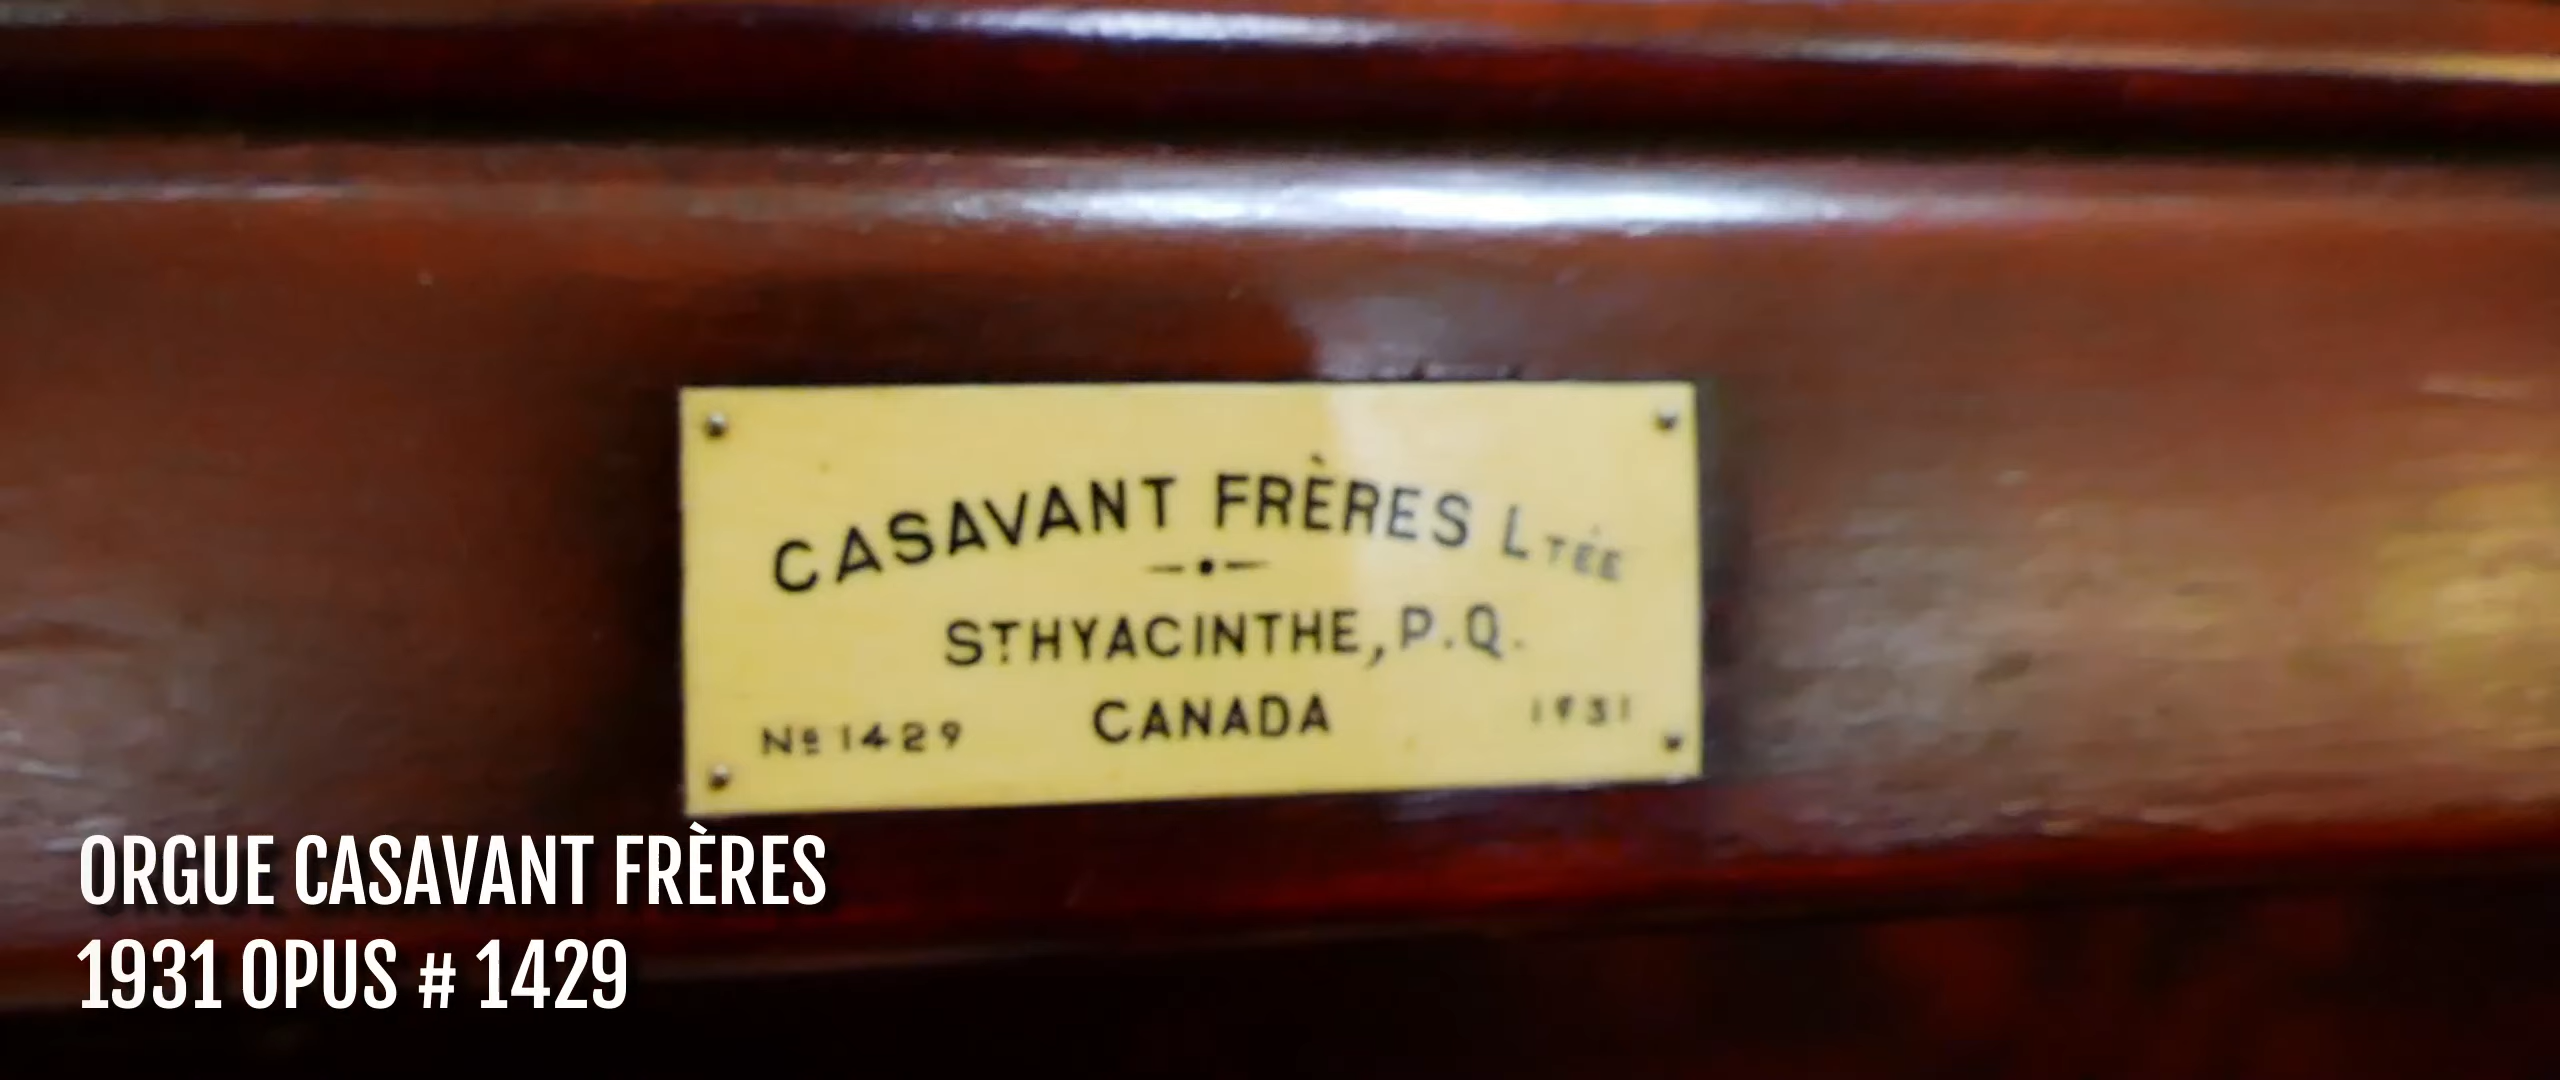 CASAVANT FRÈRES LTÉE
ST HYACINTHE, P.Q.
CANADA
Nº 1429
1931
ORGUE CASAVANT FRÈRES
1931 OPUS # 1429